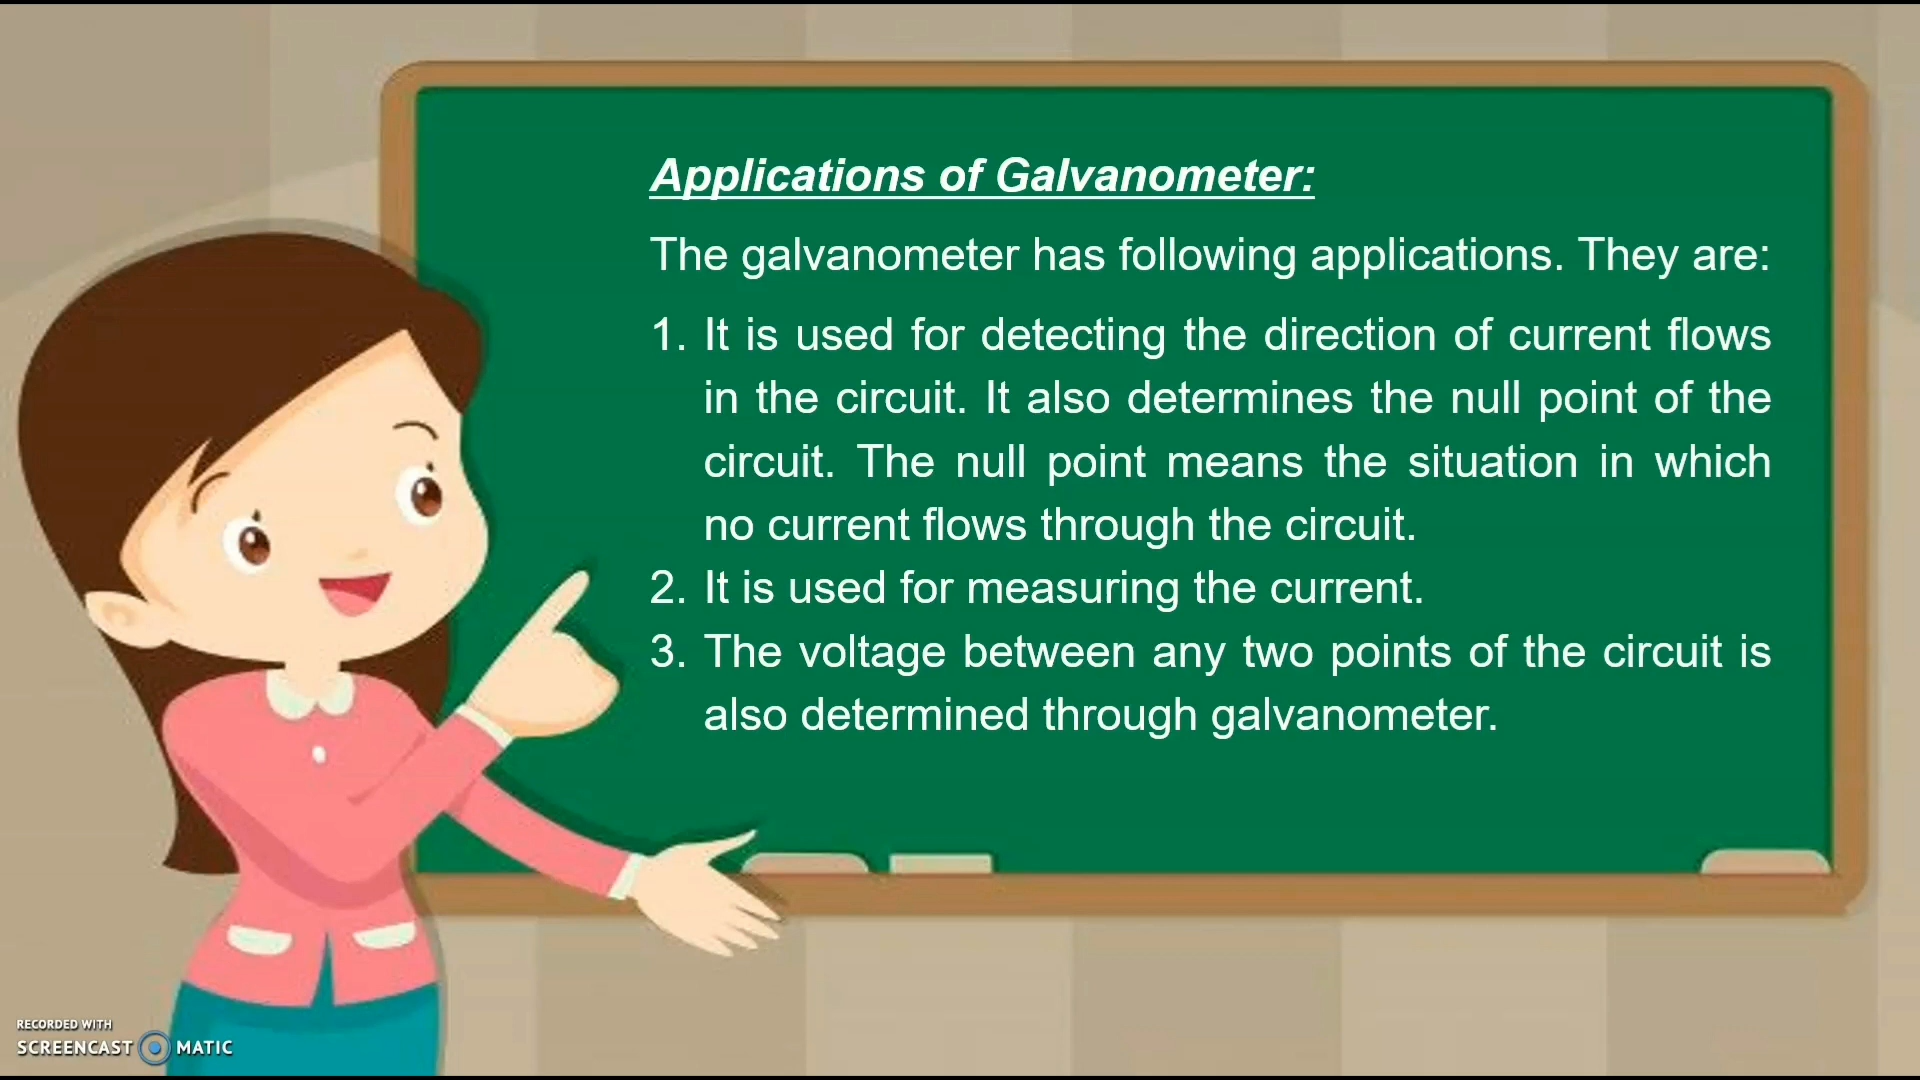 Applications of Galvanometer:
The galvanometer has following applications. They are:
1. It is used for detecting the direction of current flows
in the circuit. It also determines the null point of the
circuit. The null point means the situation in which
no current flows through the circuit.
2. It is used for measuring the current.
3. The voltage between any two points of the circuit is
also determined through galvanometer.
RECORDED WITH
SCREENCAST MATIC